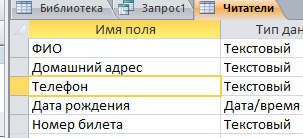 Библиотека Запрос1 Читатели
Имя поля Тип дан
ФИО Текстовый
Домашний адрес Текстовый
Телефон Текстовый
Дата рождения Дата/время
Номер билета Текстовый